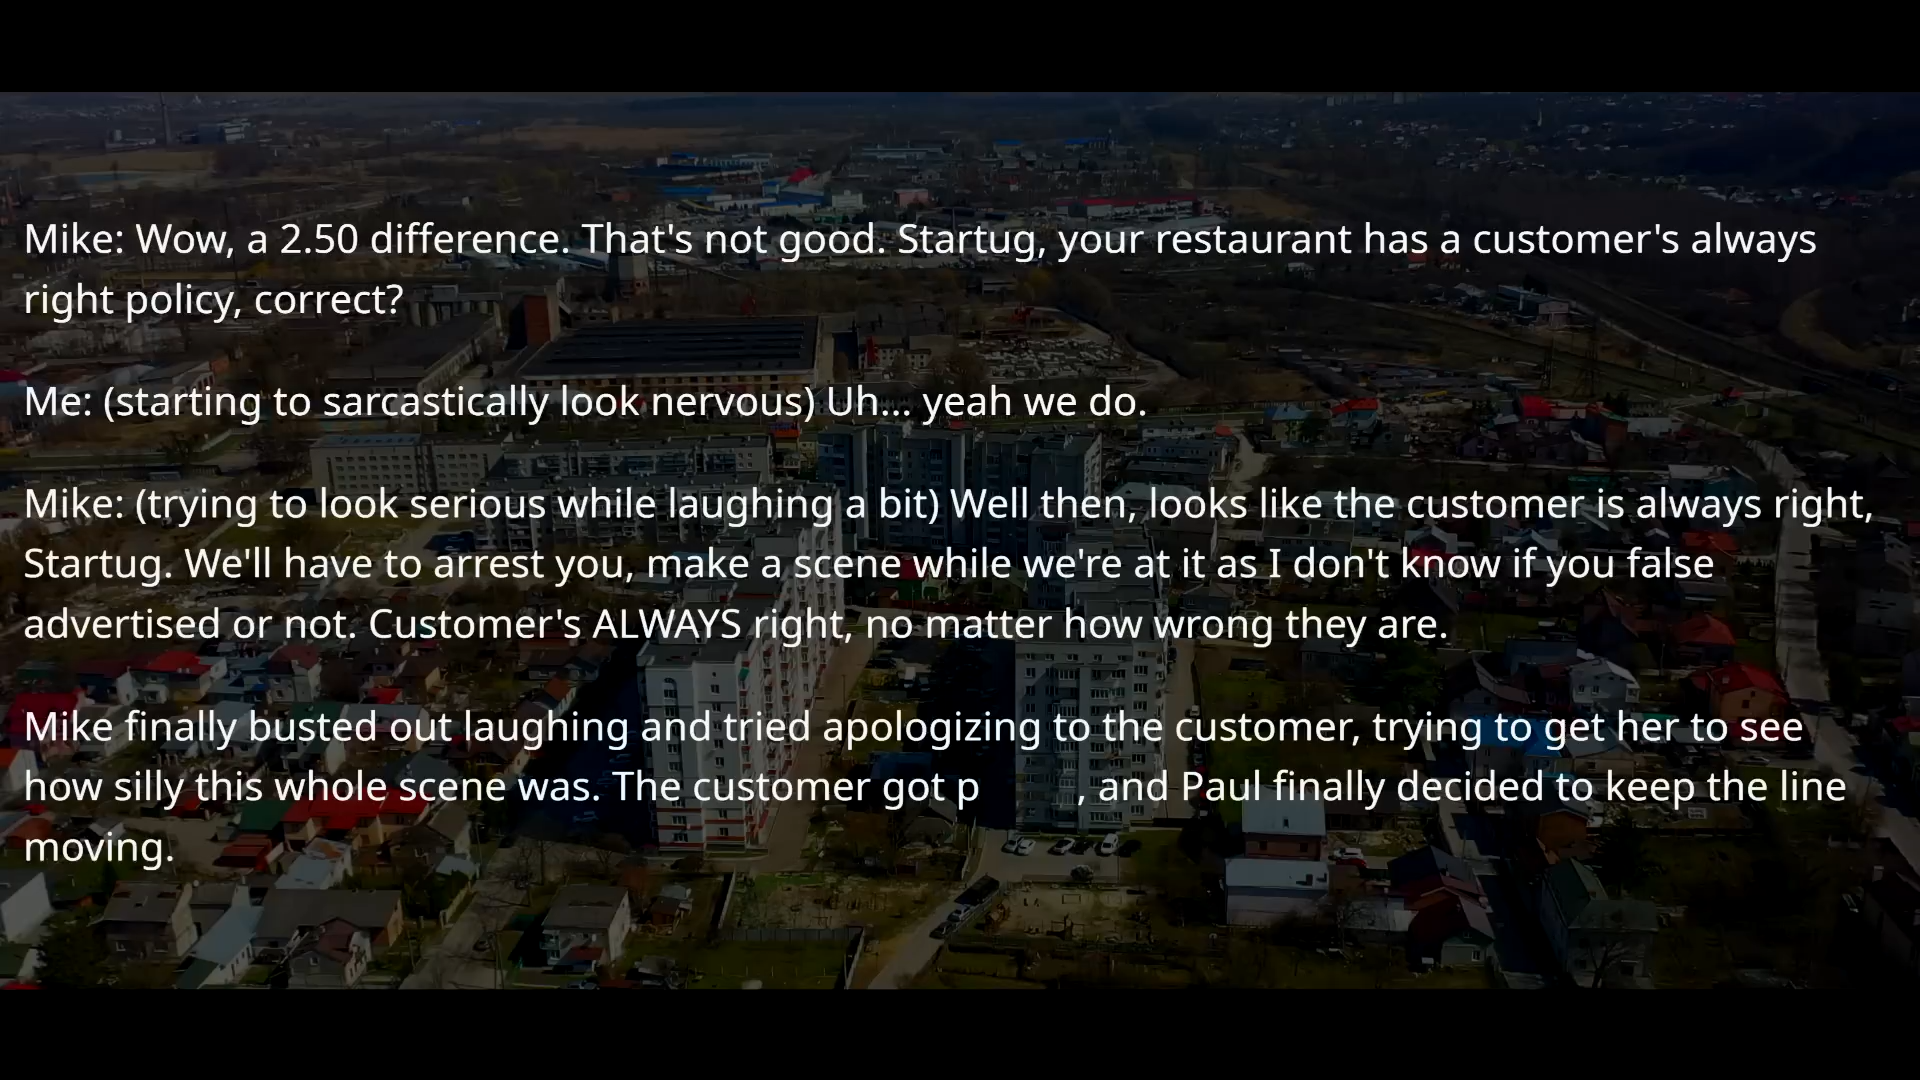 Mike: Wow, a 2.50 difference. That's not good. Startug, your restaurant has a customer's always
right policy, correct?
Me: (starting to sarcastically look nervous) Uh... yeah we do.
Mike: (trying to look serious while laughing a bit) Well then, looks like the customer is always right,
Startug. We'll have to arrest you, make a scene while we're at it as I don't know if you false
advertised or not. Customer's ALWAYS right, no matter how wrong they are.
Mike finally busted out laughing and tried apologizing to the customer, trying to get her to see
how silly this whole scene was. The customer got p , and Paul finally decided to keep the line
moving.